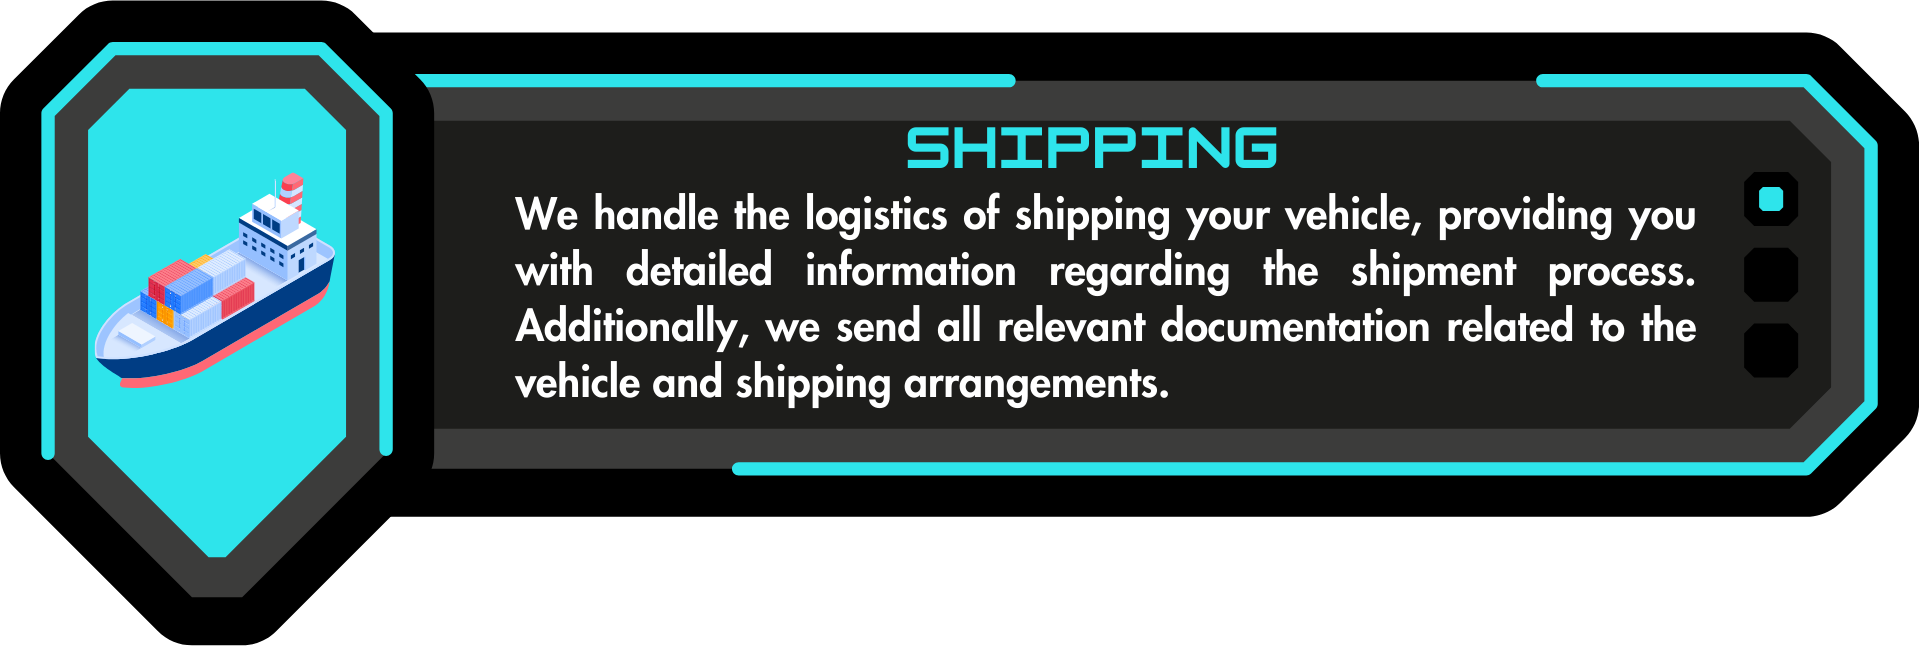 SHIPPING
We handle the logistics of shipping your vehicle, providing you
with detailed information regarding the shipment process.
Additionally, we send all relevant documentation related to the
vehicle and shipping arrangements.